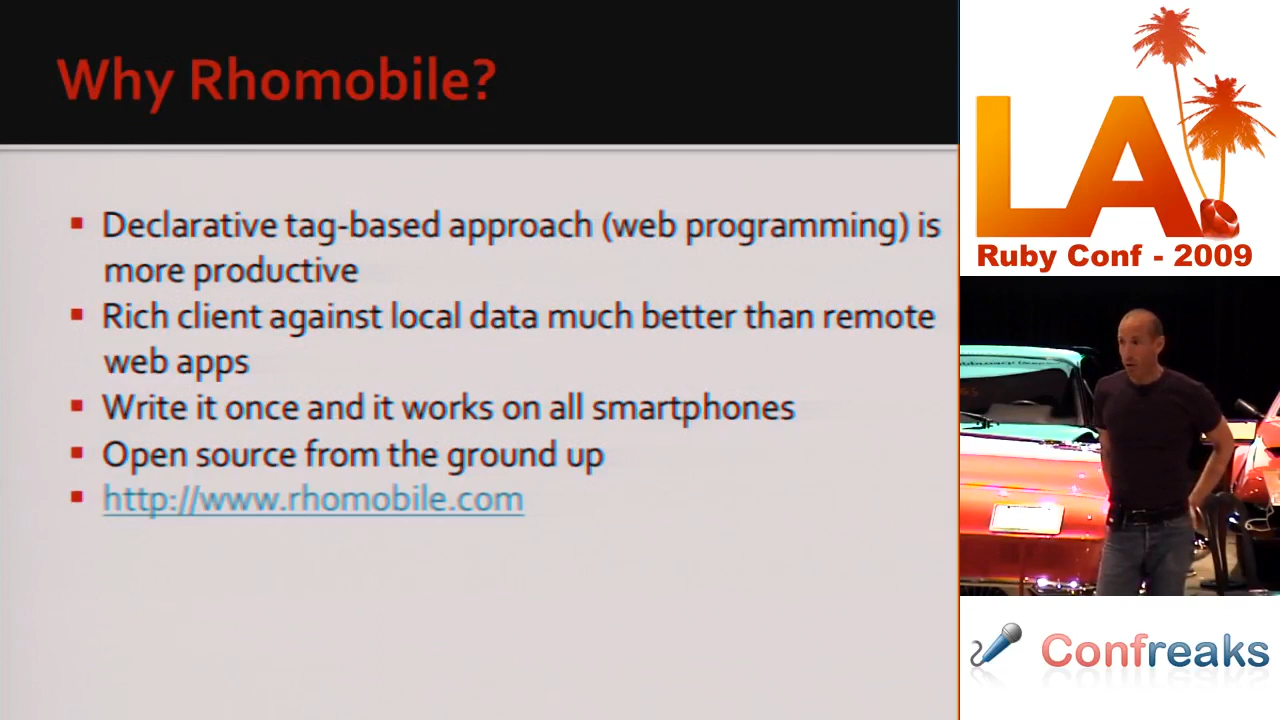 Why Rhomobile?
Declarative tag-based approach (web programming) is
more productive
Rich client against local data much better than remote
web apps
Write it once and it works on all smartphones
Open source from the ground up
http://www.rhomobile.com
LA
Ruby Conf - 2009
Confreaks